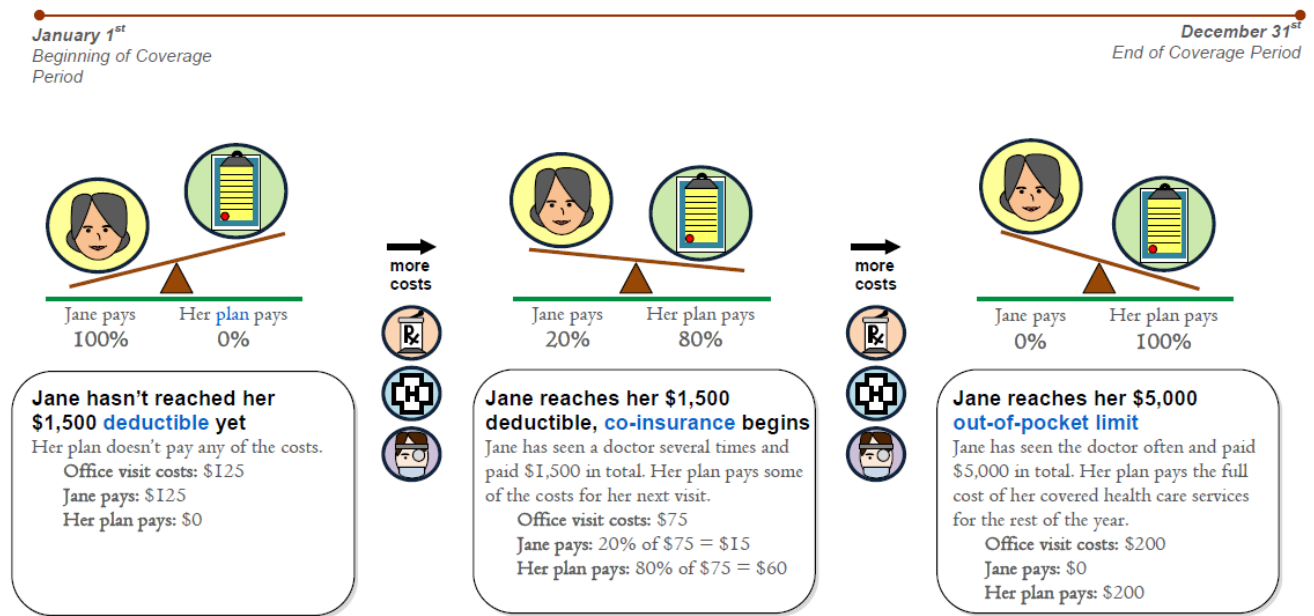 January 1st
Beginning of Coverage
Period
December 31st
End of Coverage Period
Jane pays
100%
Her plan pays
0%
more
costs
Rx
H
Jane pays
20%
Her plan pays
80%
more
costs
Rx
H
Jane pays
0%
Her plan pays
100%
Jane hasn't reached her
$1,500 deductible yet
Her plan doesn't pay any of the costs.
Office visit costs: $125
Jane pays: $125
Her plan pays: $0
Jane reaches her $1,500
deductible, co-insurance begins
Jane has seen a doctor several times and
paid $1,500 in total. Her plan pays some
of the costs for her next visit.
Office visit costs: $75
Jane pays: 20% of $75 = $15
Her plan pays: 80% of $75 = $60
Jane reaches her $5,000
out-of-pocket limit
Jane has seen the doctor often and paid
$5,000 in total. Her plan pays the full
cost of her covered health care services
for the rest of the year.
Office visit costs: $200
Jane pays: $0
Her plan pays: $200